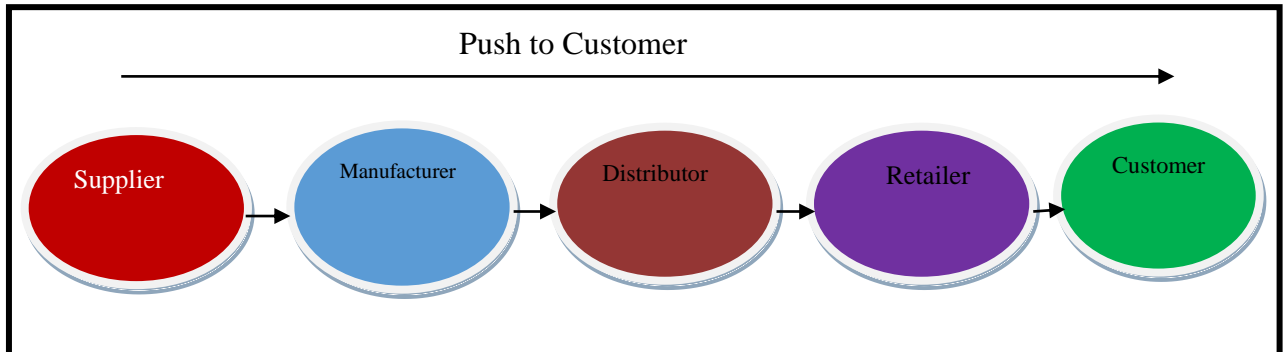 Push to Customer
Supplier
Manufacturer
Distributor
Retailer
Customer